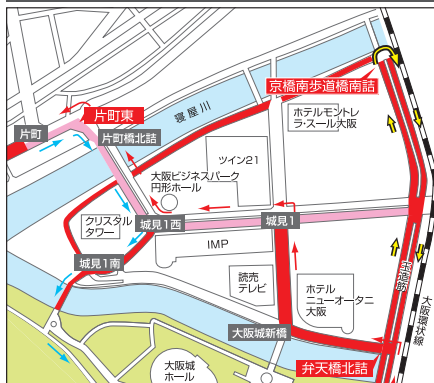 京橋南歩道橋南詰
片町東
寝屋川
片町
片町橋北詰
ホテルモントレ
ラ・スール大阪
ツイン21
大阪ビジネスパーク
円形ホール
クリスタル
タワー
城見1西
城見1
IMP
城見1南
読売
テレビ
ホテル
ニューオータニ
大阪
玉造筋
大阪環状線
大阪城新橋
弁天橋北詰
大阪城
ホール